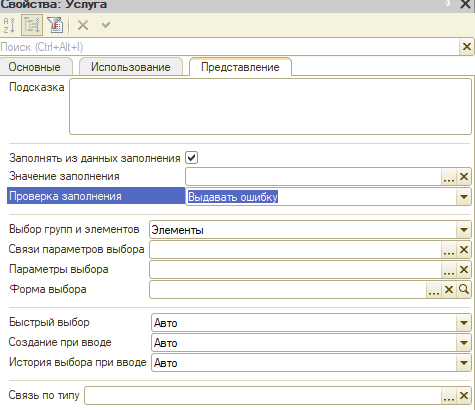 Свойства: Услуга
Поиск (Ctrl+Alt+I)
Основные Использование Представление
Подсказка
Заполнять из данных заполнения
Значение заполнения
Проверка заполнения Выдавать ошибку
Выбор групп и элементов Элементы
Связи параметров выбора
Параметры выбора
Форма выбора
Быстрый выбор Авто
Создание при вводе Авто
История выбора при вводе Авто
Связь по типу